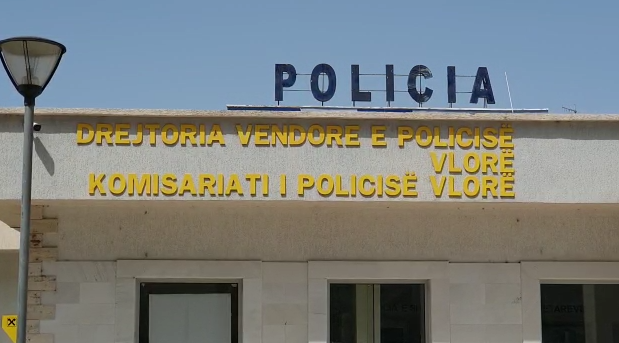 POLICIA
DREJTORIA VENDORE E POLICISË
VLORË
KOMISARIATI I POLICISË VLORË